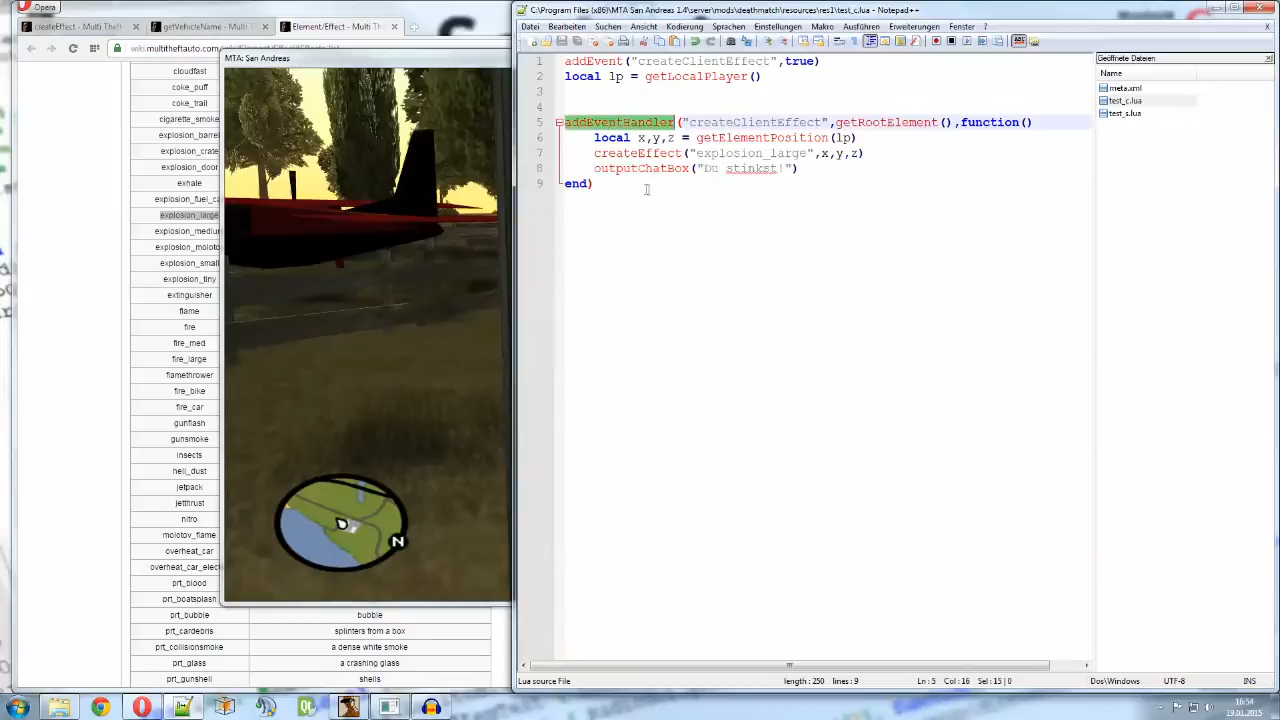 Opera
C:\Program Files (x86)\MTA San Andreas 1.4\server\mods\deathmatch\resources\res1\test_c.lua - Notepad++
createEffect - Multi Theft
getVehicleName - Multi Th
Element/Effect - Multi Theft
Datei Bearbeiten Suchen Ansicht Kodierung Sprachen Einstellungen Makro Ausführen Erweiterungen Fenster ?
wiki.multitheftauto.com
MTA: San Andreas
cloudfast
coke_puff
coke_trail
cigarette_smoke
explosion_barrel
explosion_crate
explosion_door
exhale
explosion_fuel_ca
explosion_large
explosion_medium
explosion_moloto
explosion_small
explosion_tiny
extinguisher
flame
fire
fire_med
fire_large
flamethrower
fire_bike
fire_car
gunflash
gunsmoke
insects
heli_dust
jetpack
jetthrust
nitro
molotov_flame
overheat_car
overheat_car_elect
prt_blood
prt_boatsplash
prt_bubble bubble
prt_cardebris splinters from a box
prt_collisionsmoke a dense white smoke
prt_glass a crashing glass
prt_gunshell shells
N
1 addEvent("createClientEffect",true)
2 local lp = getLocalPlayer()
3
4
5 addEventHandler("createClientEffect",getRootElement(),function()
6 local x,y,z = getElementPosition(lp)
7 createEffect("explosion_large",x,y,z)
8 outputChatBox("Du stinkst!")
9 end)
Geöffnete Dateien
Name
meta.xml
test_c.lua
test_s.lua
Lua source File length : 250 lines : 9 Ln : 5 Col : 16 Sel : 15 | 0 Dos\Windows UTF-8 INS
16:54
19.01.2015